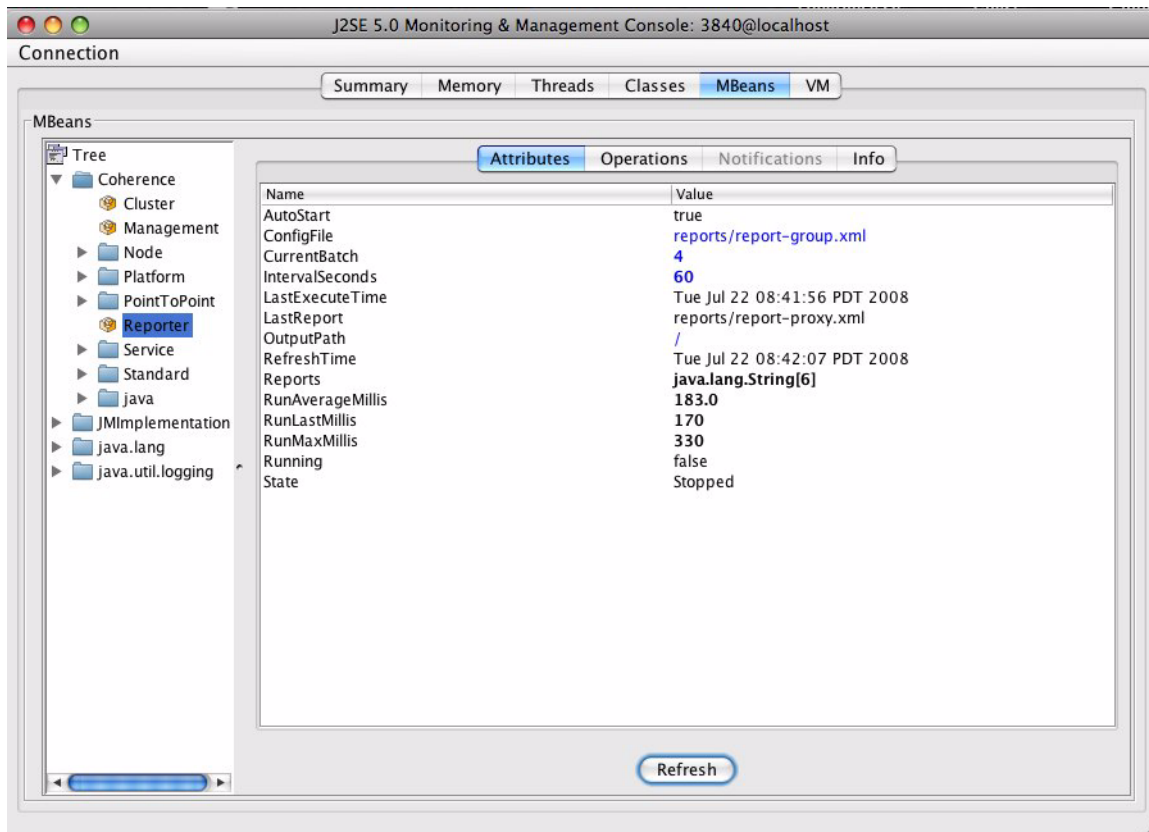 J2SE 5.0 Monitoring & Management Console: 3840@localhost
Connection
Summary Memory Threads Classes MBeans VM
MBeans
Tree
Coherence
Cluster
Management
Node
Platform
PointToPoint
Reporter
Service
Standard
java
JMImplementation
java.lang
java.util.logging
Attributes Operations Notifications Info
Name Value
AutoStart true
ConfigFile reports/report-group.xml
CurrentBatch 4
IntervalSeconds 60
LastExecuteTime Tue Jul 22 08:41:56 PDT 2008
LastReport reports/report-proxy.xml
OutputPath /
RefreshTime Tue Jul 22 08:42:07 PDT 2008
Reports java.lang.String[6]
RunAverageMillis 183.0
RunLastMillis 170
RunMaxMillis 330
Running false
State Stopped
Refresh